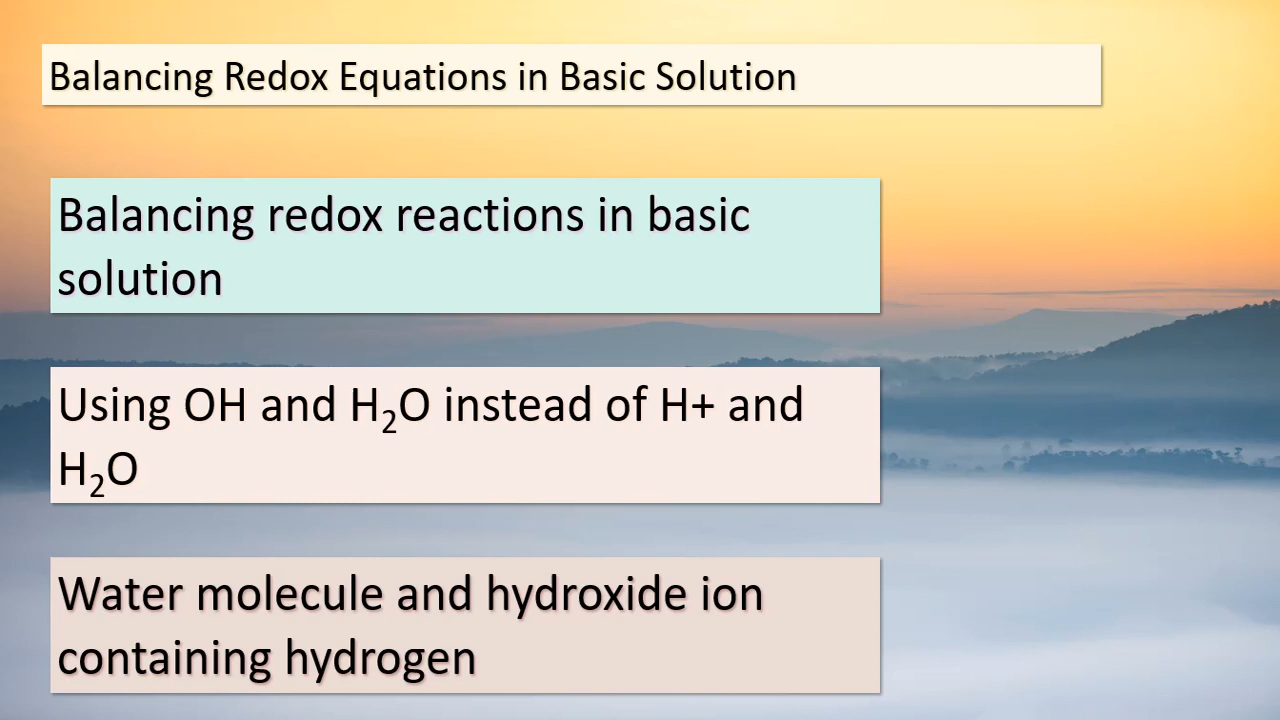 Balancing Redox Equations in Basic Solution
Balancing redox reactions in basic
solution
Using OH and H₂O instead of H+ and
H₂O
Water molecule and hydroxide ion
containing hydrogen